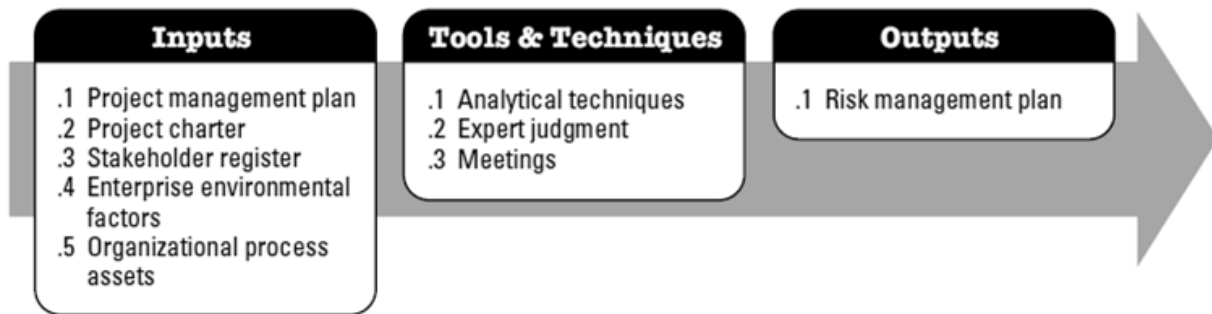 Inputs
.1 Project management plan
.2 Project charter
.3 Stakeholder register
.4 Enterprise environmental
factors
.5 Organizational process
assets
Tools & Techniques
.1 Analytical techniques
.2 Expert judgment
.3 Meetings
Outputs
.1 Risk management plan